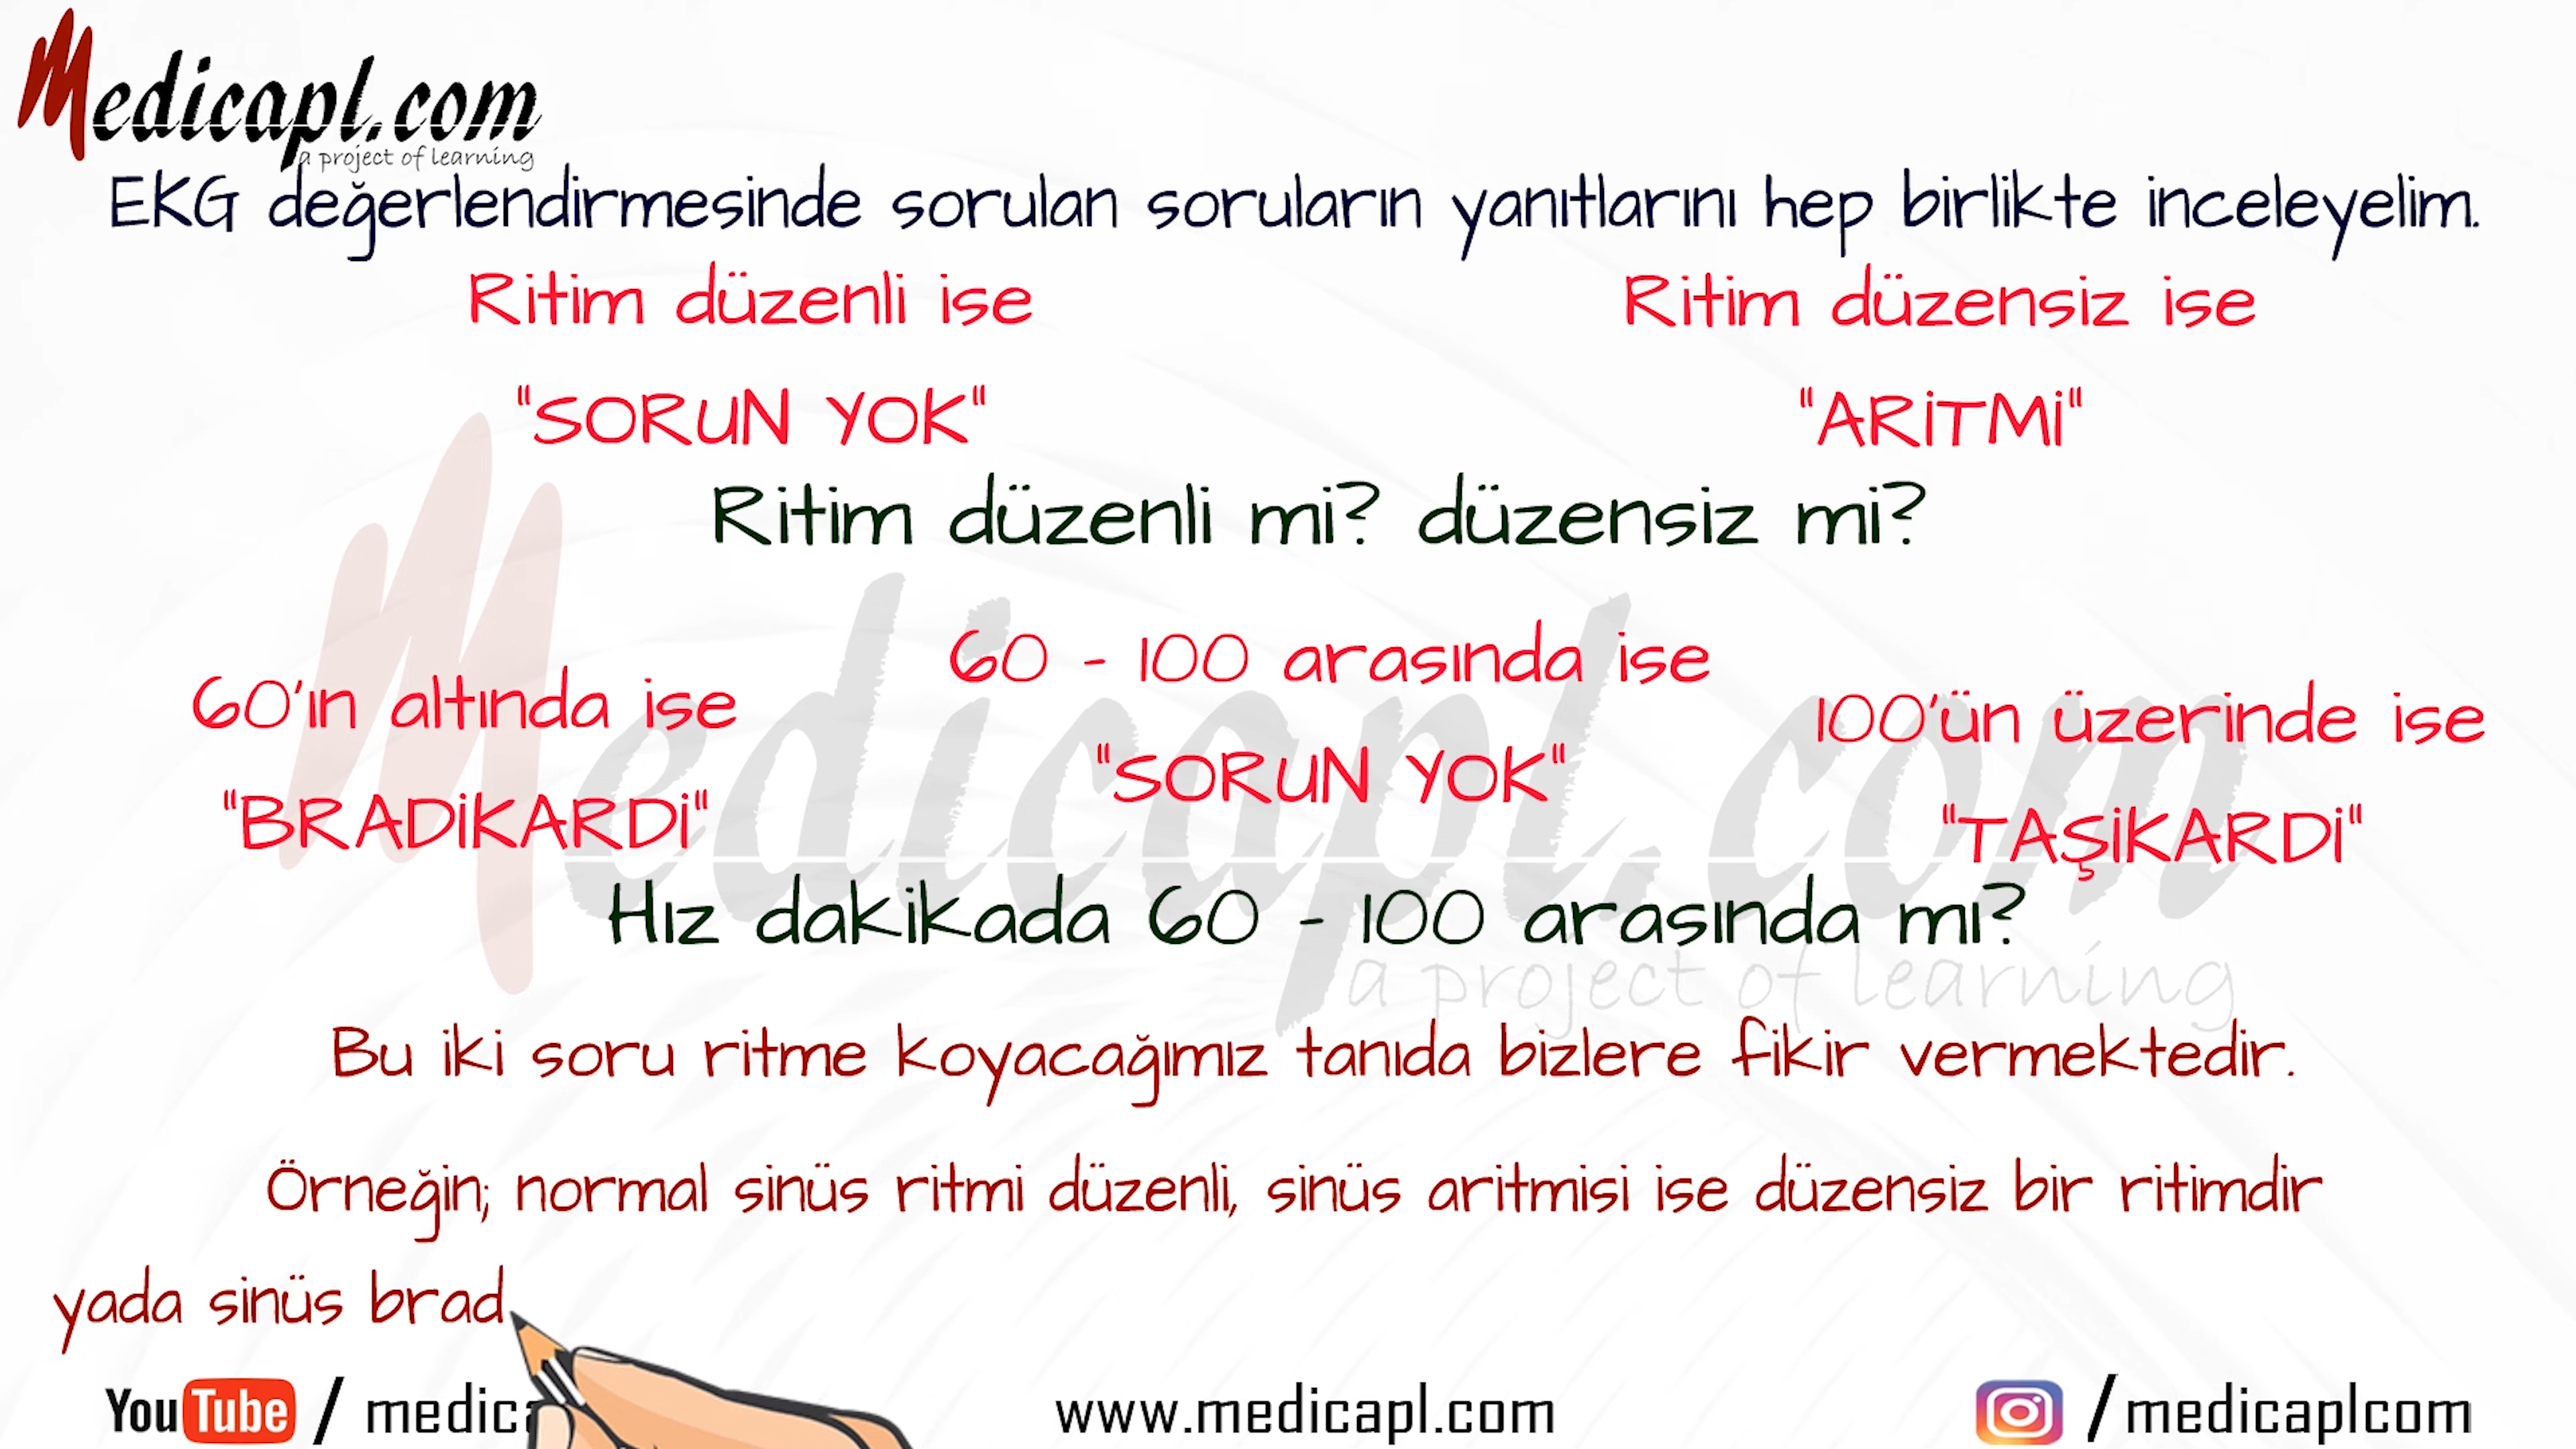 Medicapl.com
a project of learning
EKG değerlendirmesinde sorulan soruların yanıtlarını hep birlikte inceleyelim.
Ritim düzenli ise
"SORUN YOK"
Ritim düzensiz ise
"ARİTMİ"
Ritim düzenli mi? düzensiz mi?
60'ın altında ise
"BRADİKARDİ"
60 - 100 arasında ise
"SORUN YOK"
100'ün üzerinde ise
"TAŞİKARDİ"
Medicapl.com
a project of learning
Hız dakikada 60 - 100 arasında mı?
Bu iki soru ritme koyacağımız tanıda bizlere fikir vermektedir.
Örneğin; normal sinüs ritmi düzenli, sinüs aritmisi ise düzensiz bir ritimdir
yada sinüs brad
YouTube / medica
www.medicapl.com
/medicaplcom